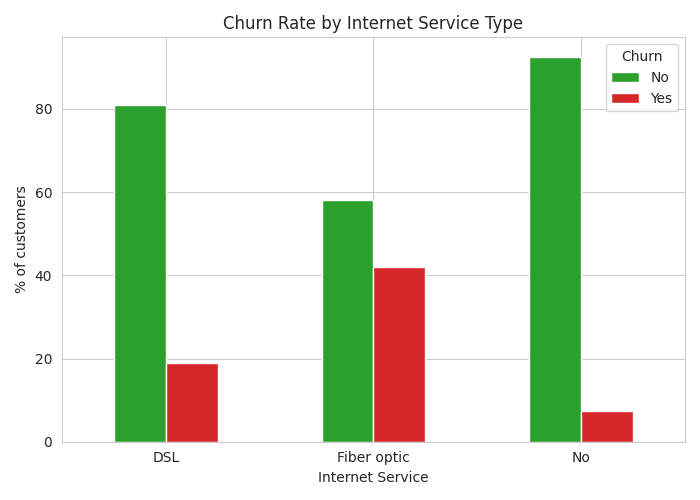 Churn Rate by Internet Service Type
Churn
No
Yes
% of customers
80
60
40
20
0
DSL
Fiber optic
No
Internet Service